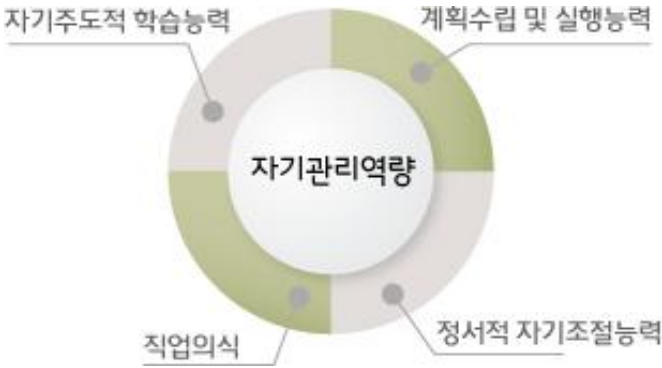 자기주도적 학습능력
계획수립 및 실행능력
자기관리역량
직업의식
정서적 자기조절능력